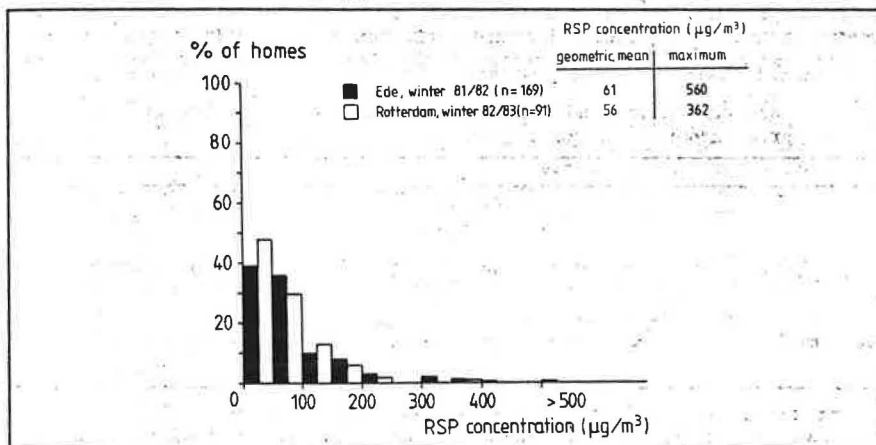 RSP concentration (µg/m³)
% of homes
geometric mean maximum
100
Ede, winter 81/82 (n=169) 61 560
Rotterdam, winter 82/83(n=91) 56 362
80
60
40
20
0 100 200 300 400 >500
RSP concentration (µg/m³)